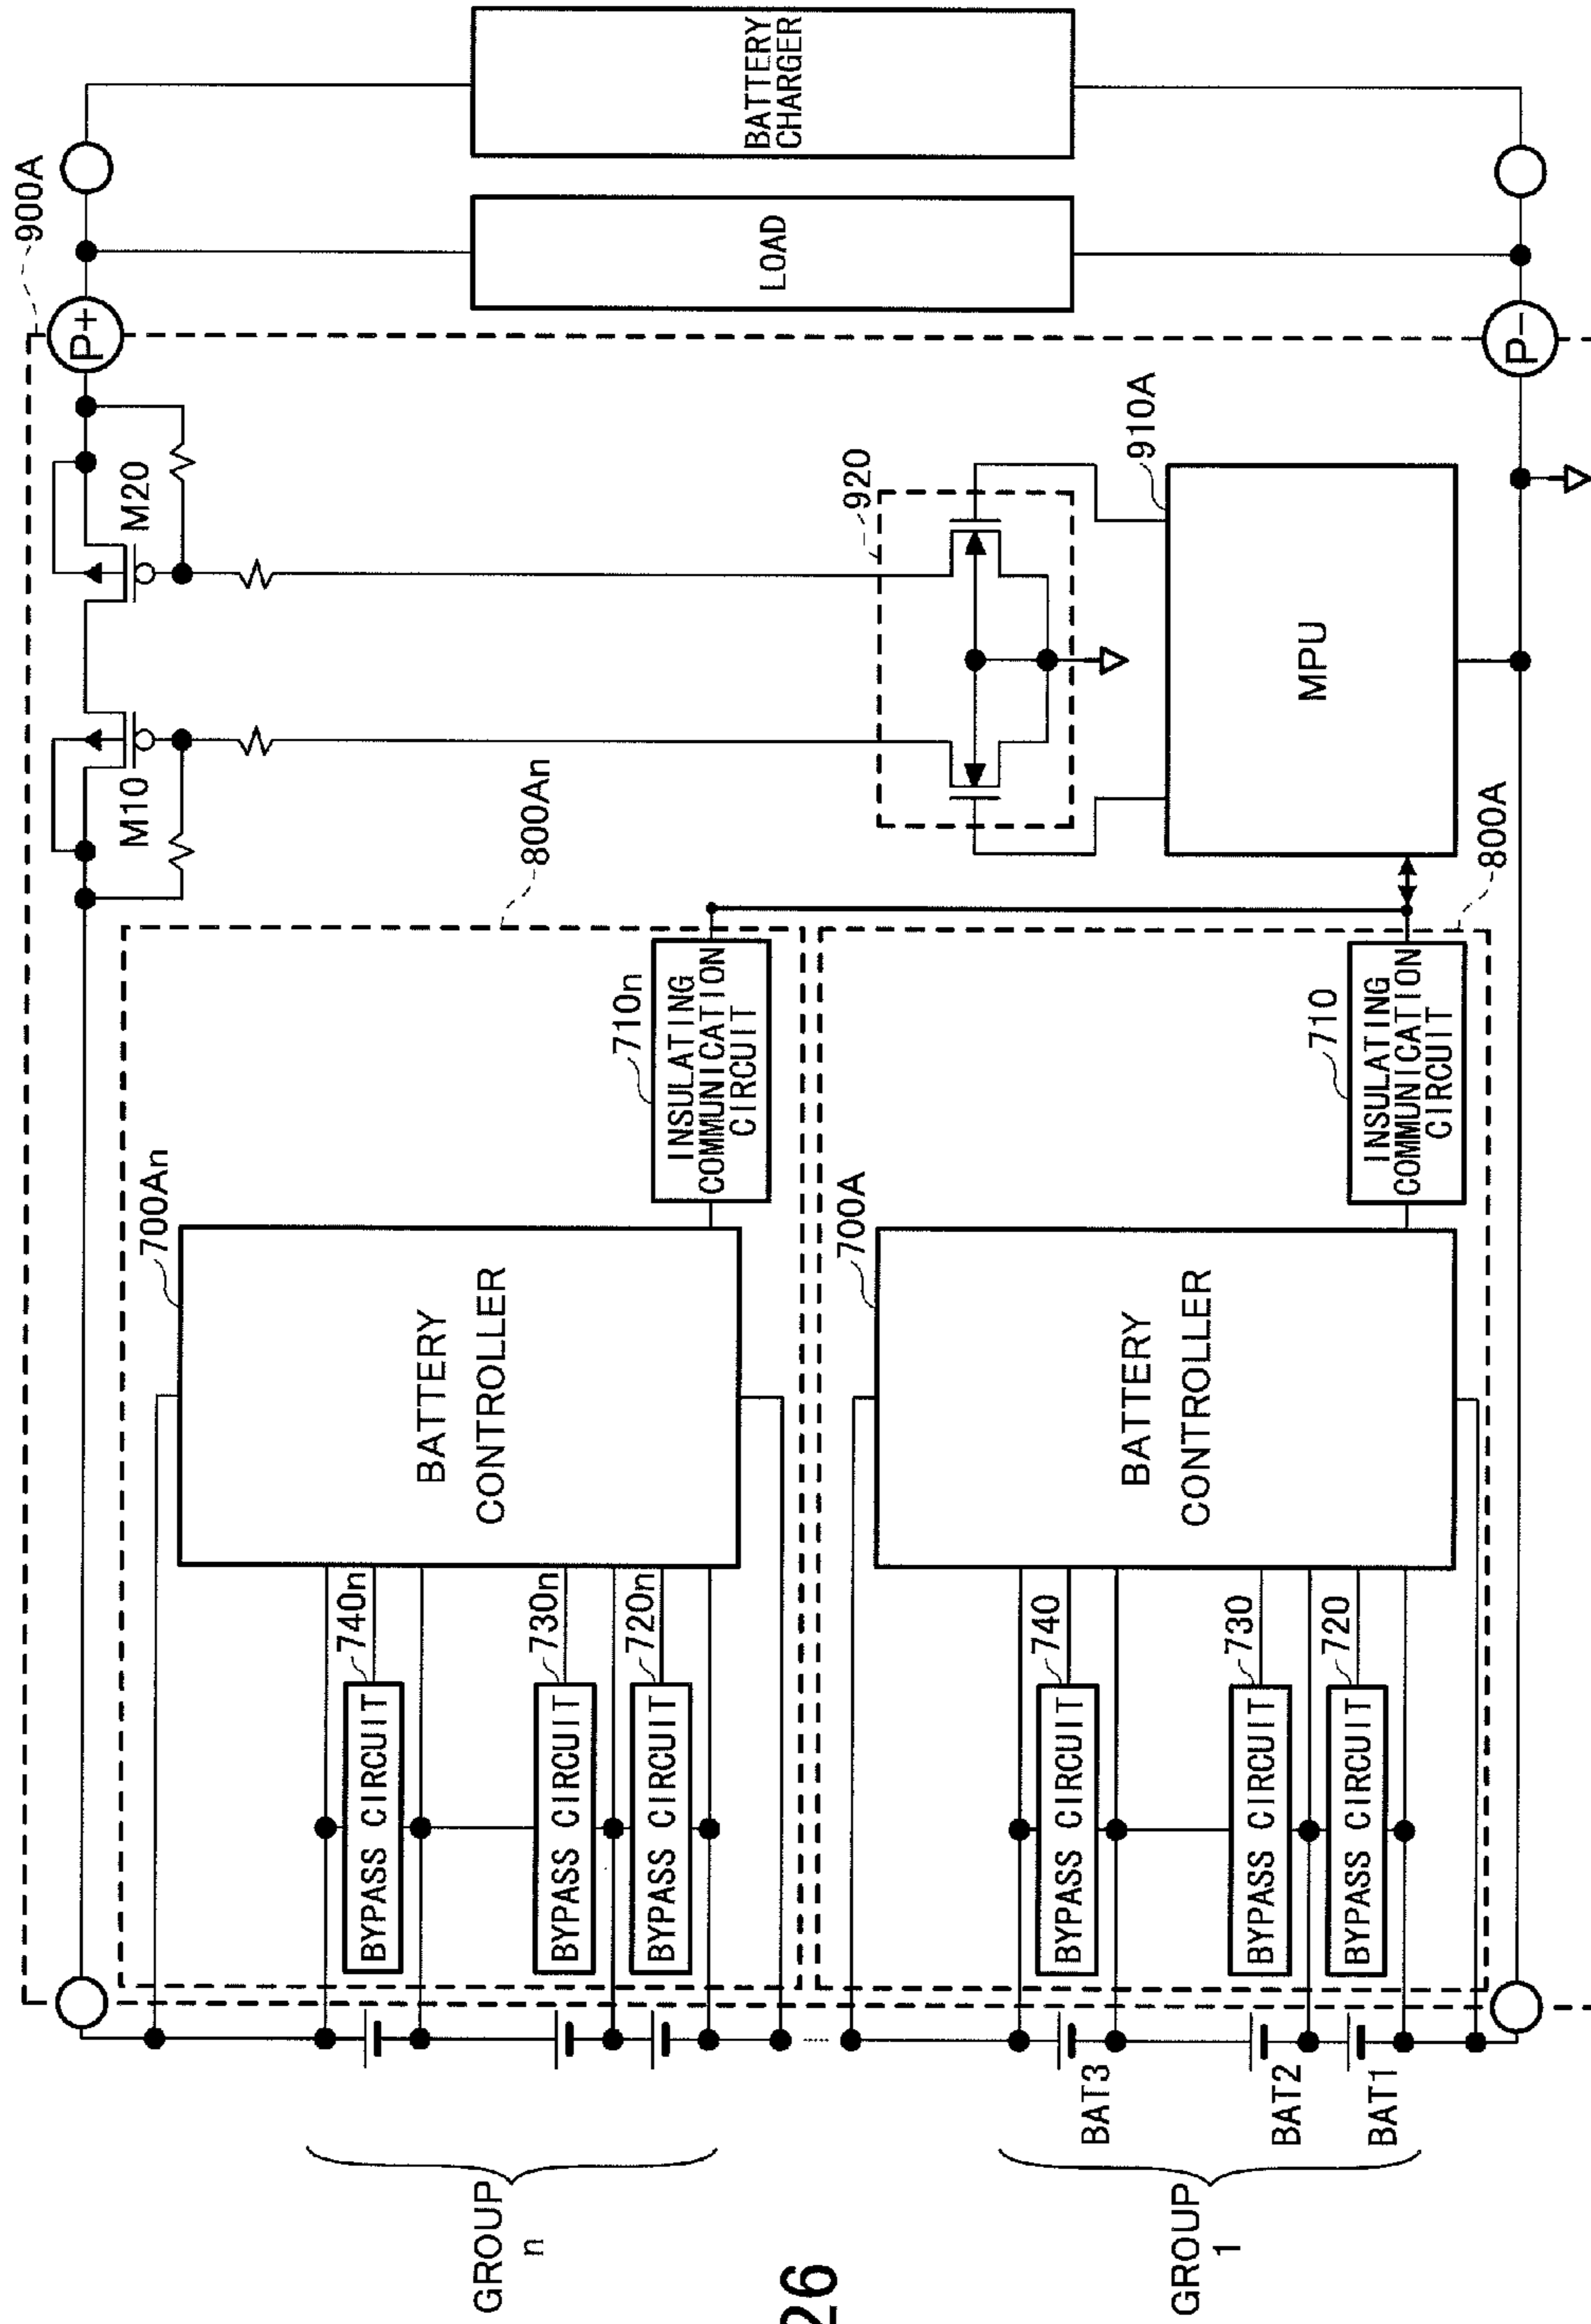 900A
P+
M10
M20
BATTERY
CHARGER
LOAD
800An
700An
BATTERY
CONTROLLER
740n
730n
720n
BYPASS CIRCUIT
BYPASS CIRCUIT
BYPASS CIRCUIT
710n
INSULATING
COMMUNICATION
CIRCUIT
920
910A
MPU
800A
700A
BATTERY
CONTROLLER
740
730
720
BYPASS CIRCUIT
BYPASS CIRCUIT
BYPASS CIRCUIT
710
INSULATING
COMMUNICATION
CIRCUIT
P-
BAT3
BAT2
BAT1
GROUP
n
GROUP
1
26